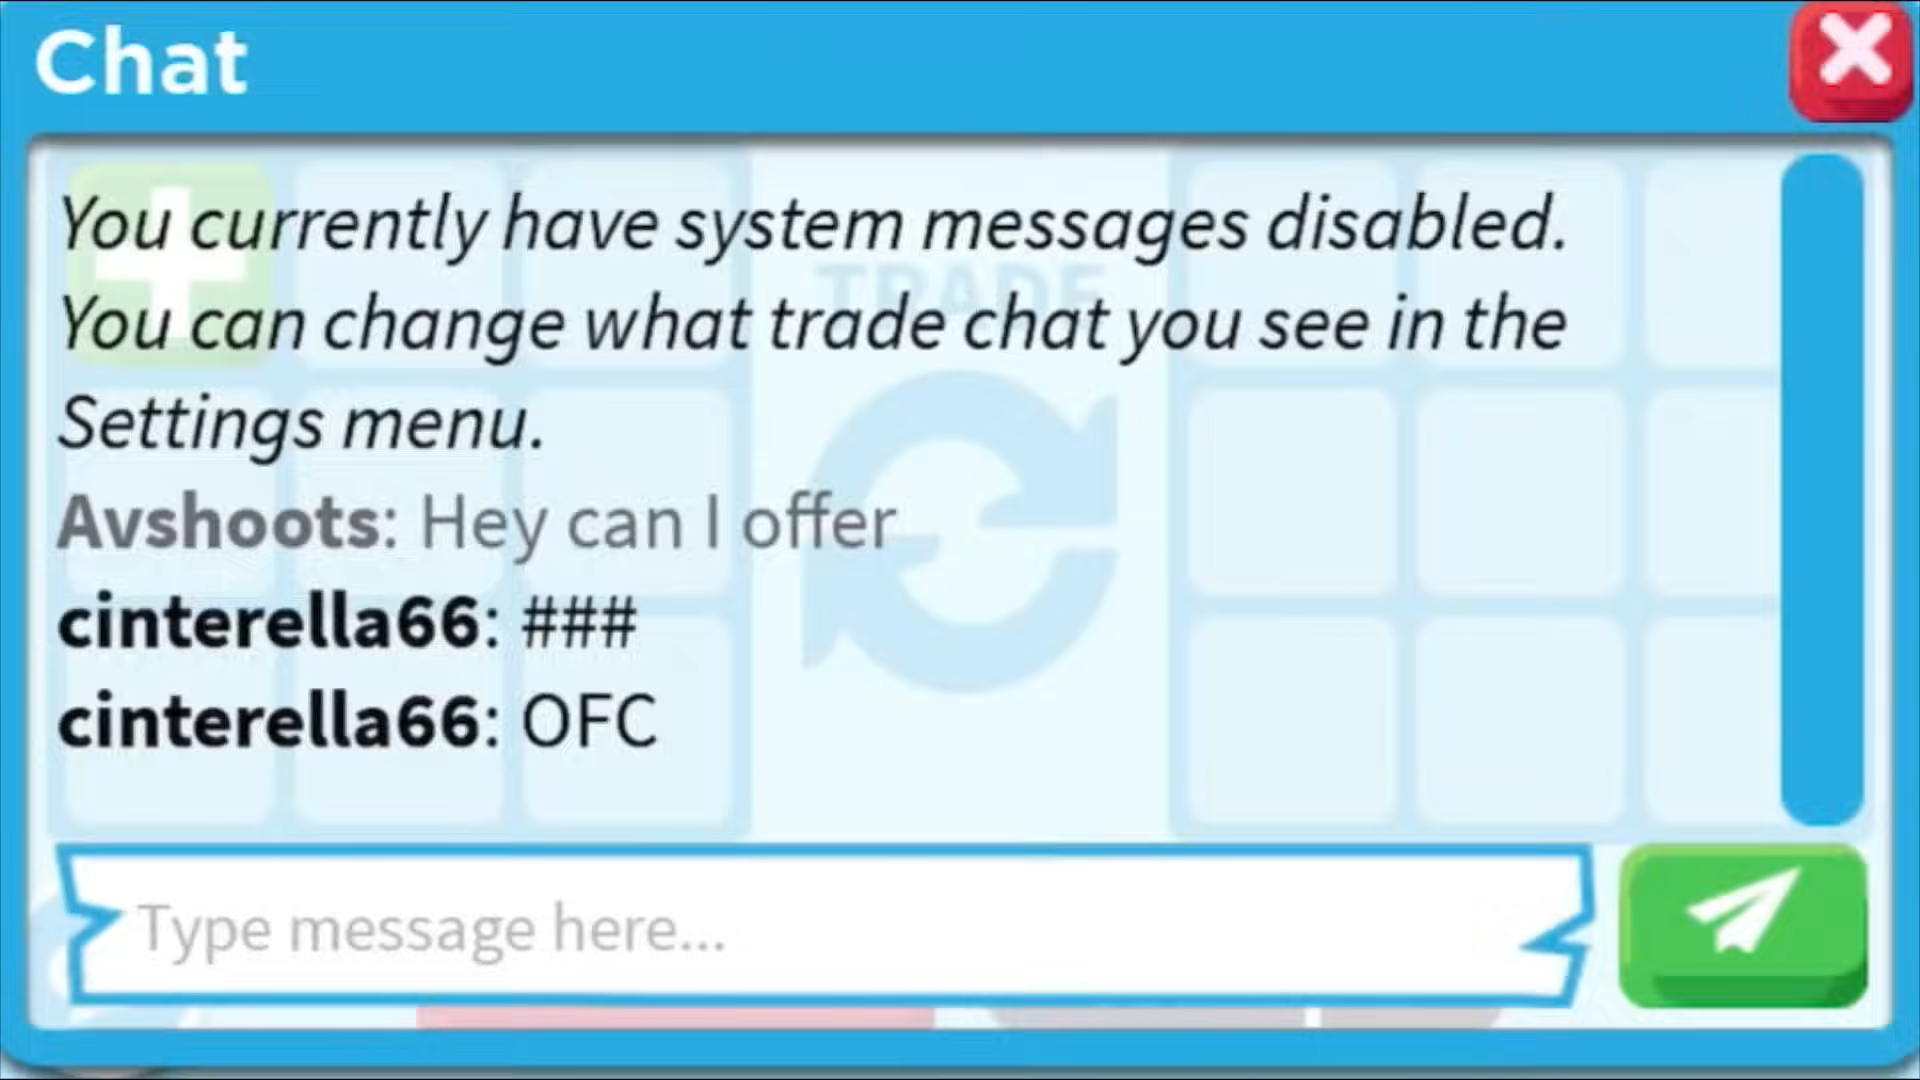 Chat
TRADE
You currently have system messages disabled.
You can change what trade chat you see in the
Settings menu.
Avshoots: Hey can I offer
cinterella66: ###
cinterella66: OFC
Type message here...